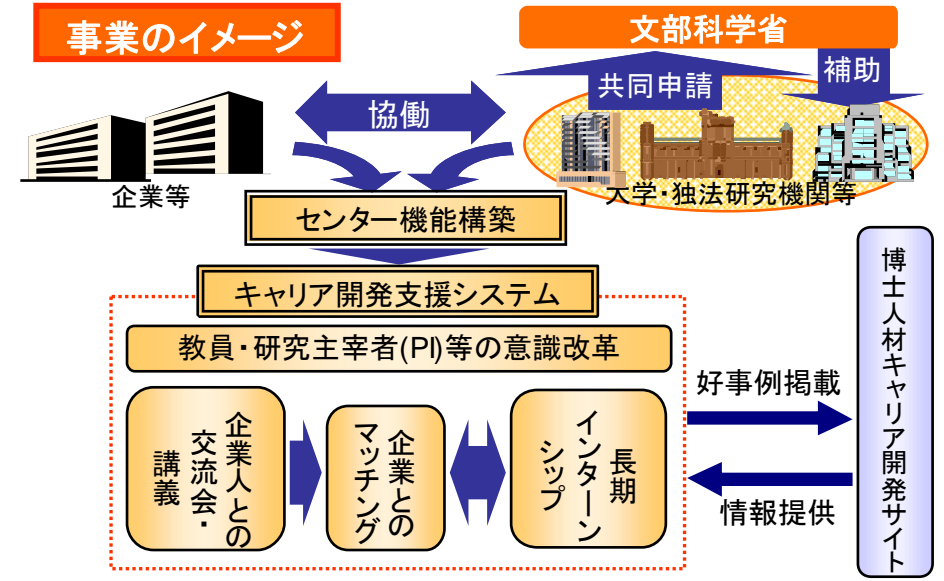 事業のイメージ
文部科学省
共同申請
補助
協働
企業等
大学・独法研究機関等
センター機能構築
キャリア開発支援システム
教員・研究主宰者(PI)等の意識改革
企業人との
交流会・
講義
企業との
マッチング
長期
インターン
シップ
好事例掲載
情報提供
博士人材キャリア開発サイト